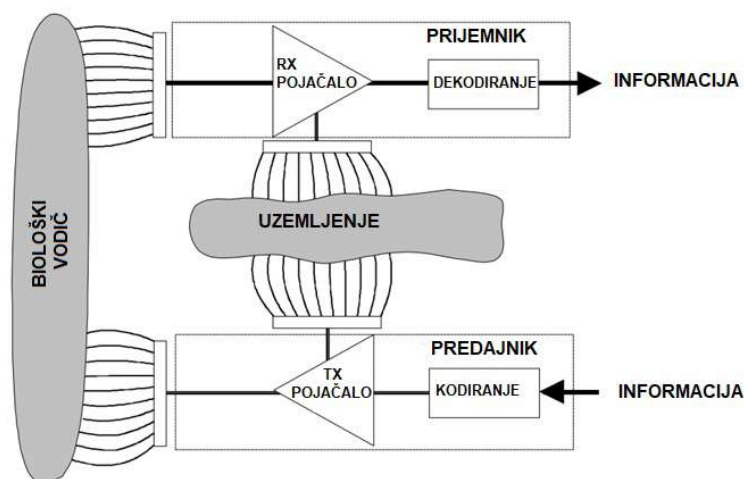 PRIJEMNIK
RX
POJAČALO
DEKODIRANJE
INFORMACIJA
BIOLOŠKI
VODIČ
UZEMLJENJE
PREDAJNIK
TX
POJAČALO
KODIRANJE
INFORMACIJA